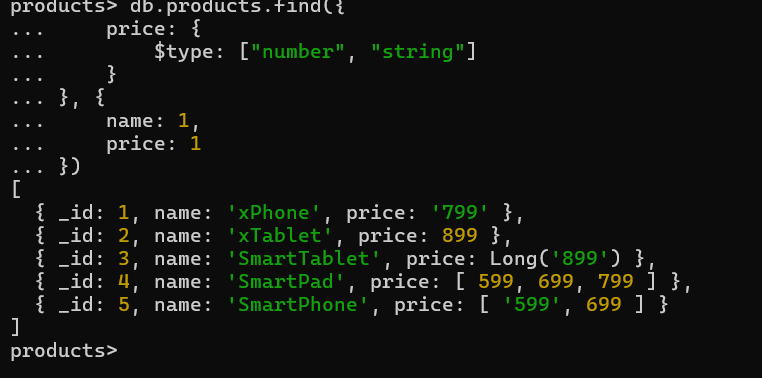 products> db.products.find({
...     price: {
...         $type: ["number", "string"]
...     }
... }, {
...     name: 1,
...     price: 1
... })
[
  { _id: 1, name: 'xPhone', price: '799' },
  { _id: 2, name: 'xTablet', price: 899 },
  { _id: 3, name: 'SmartTablet', price: Long('899') },
  { _id: 4, name: 'SmartPad', price: [ 599, 699, 799 ] },
  { _id: 5, name: 'SmartPhone', price: [ '599', 699 ] }
]
products>